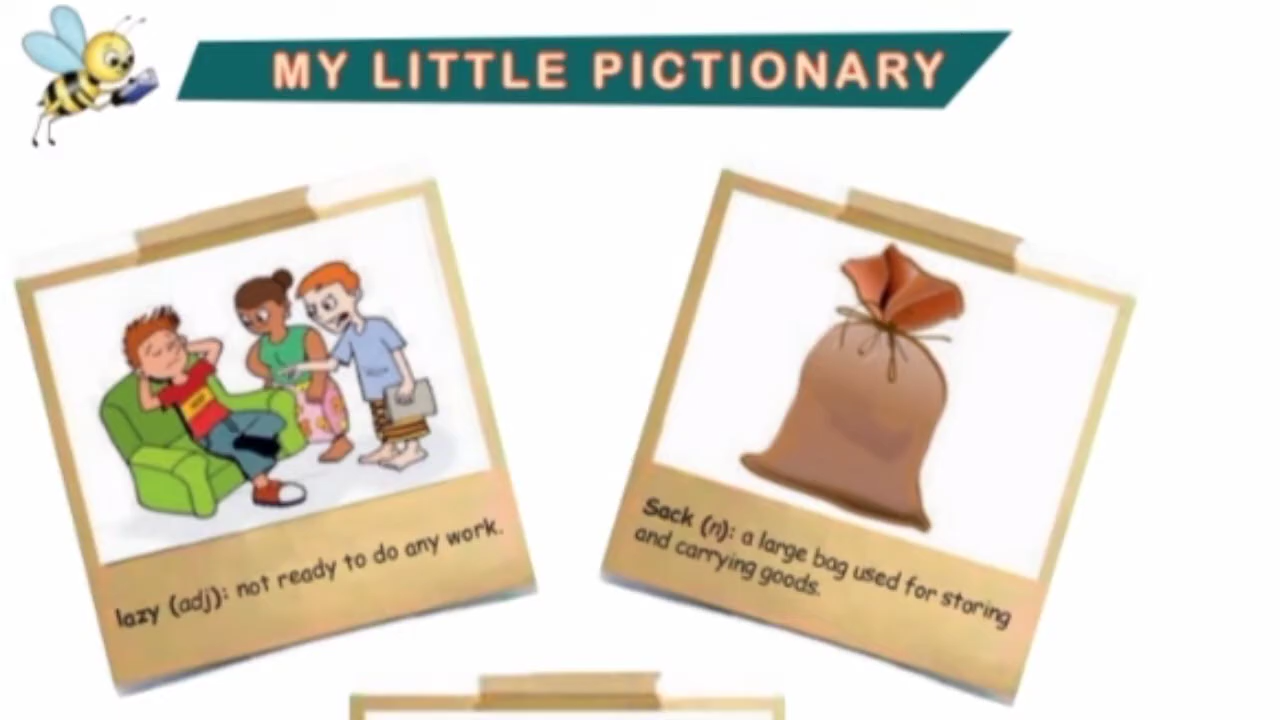 MY LITTLE PICTIONARY
lazy (adj): not ready to do any work.
Sack (n): a large bag used for storing
and carrying goods.